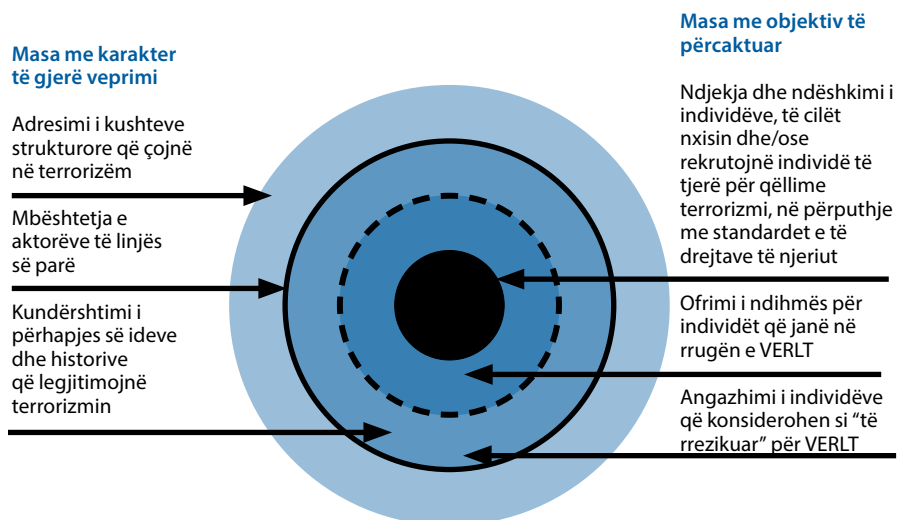 Masa me karakter
të gjerë veprimi
Adresimi i kushteve
strukturore që çojnë
në terrorizëm
Mbështetja e
aktorëve të linjës
së parë
Kundërshtimi i
përhapjes së ideve
dhe historive
që legjitimojnë
terrorizmin
Masa me objektiv të
përcaktuar
Ndjekja dhe ndëshkimi i
individëve, të cilët
nxisin dhe/ose
rekrutojnë individë të
tjerë për qëllime
terrorizmi, në përputhje
me standardet e të
drejtave të njeriut
Ofrimi i ndihmës për
individët që janë në
rrugën e VERLT
Angazhimi i individëve
që konsiderohen si “të
rrezikuar” për VERLT